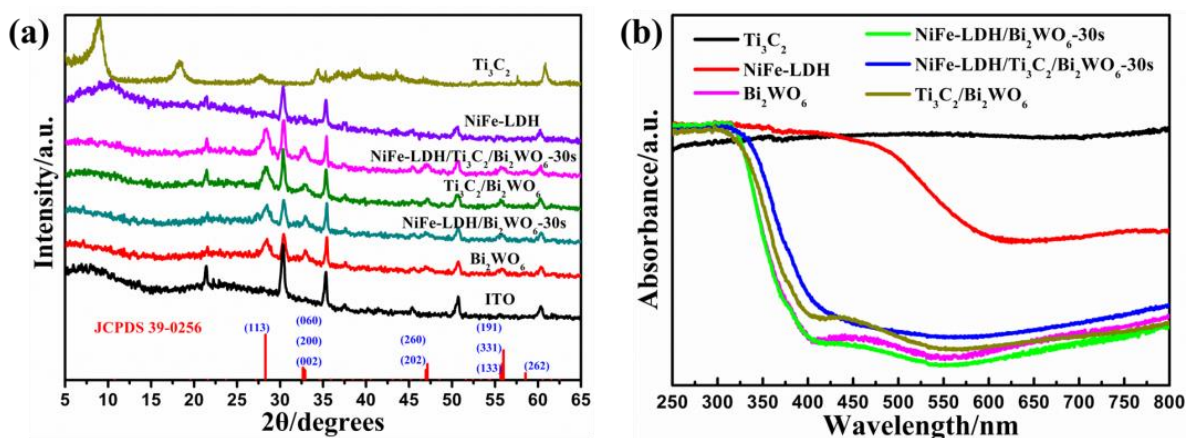 (a)
Intensity/a.u.
Ti₃C₂
NiFe-LDH
NiFe-LDH/Ti₃C₂/Bi₂WO₆-30s
Ti₃C₂/Bi₂WO₆
NiFe-LDH/Bi₂WO₆-30s
Bi₂WO₆
ITO
JCPDS 39-0256
(113)
(060)
(200)
(002)
(260)
(202)
(191)
(331)
(133)
(262)
5 10 15 20 25 30 35 40 45 50 55 60 65
2θ/degrees
(b)
Absorbance/a.u.
Ti₃C₂
NiFe-LDH
Bi₂WO₆
NiFe-LDH/Bi₂WO₆-30s
NiFe-LDH/Ti₃C₂/Bi₂WO₆-30s
Ti₃C₂/Bi₂WO₆
250 300 350 400 450 500 550 600 650 700 750 800
Wavelength/nm